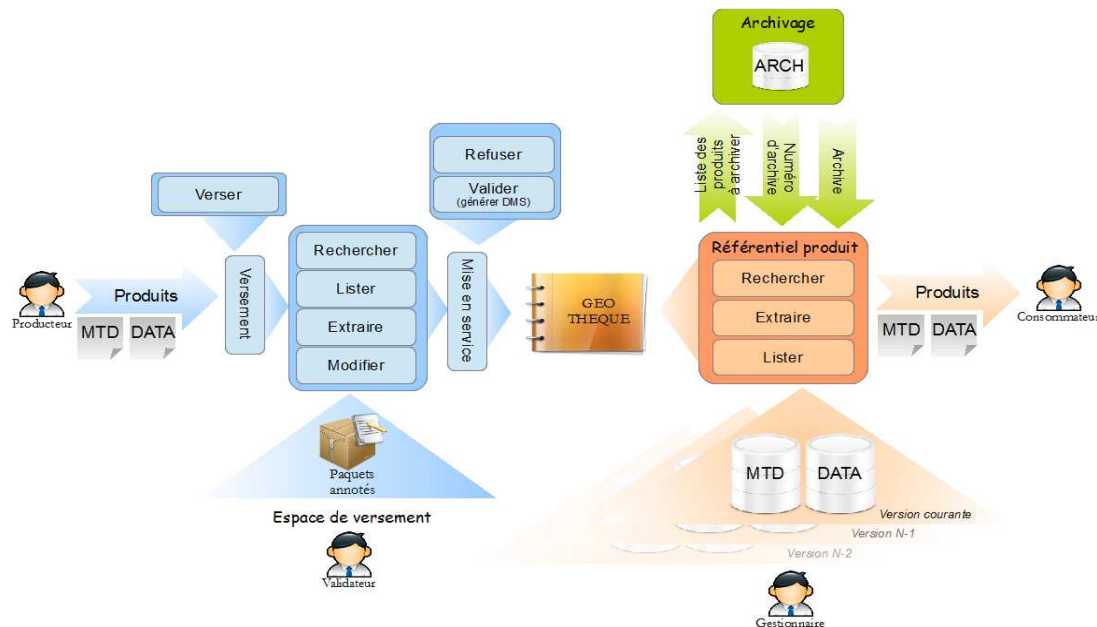 Archivage
ARCH
Liste des
produits
à archiver
Numéro
d'archive
Archive
Refuser
Valider
(générer DMS)
Verser
Versement
Rechercher
Lister
Extraire
Modifier
Mise en service
GEO
THEQUE
Référentiel produit
Rechercher
Extraire
Lister
Producteur
Produits
MTD
DATA
Produits
MTD
DATA
Consommateur
Paquets
annotés
Espace de versement
Validateur
MTD
DATA
Version courante
Version N-1
Version N-2
Gestionnaire